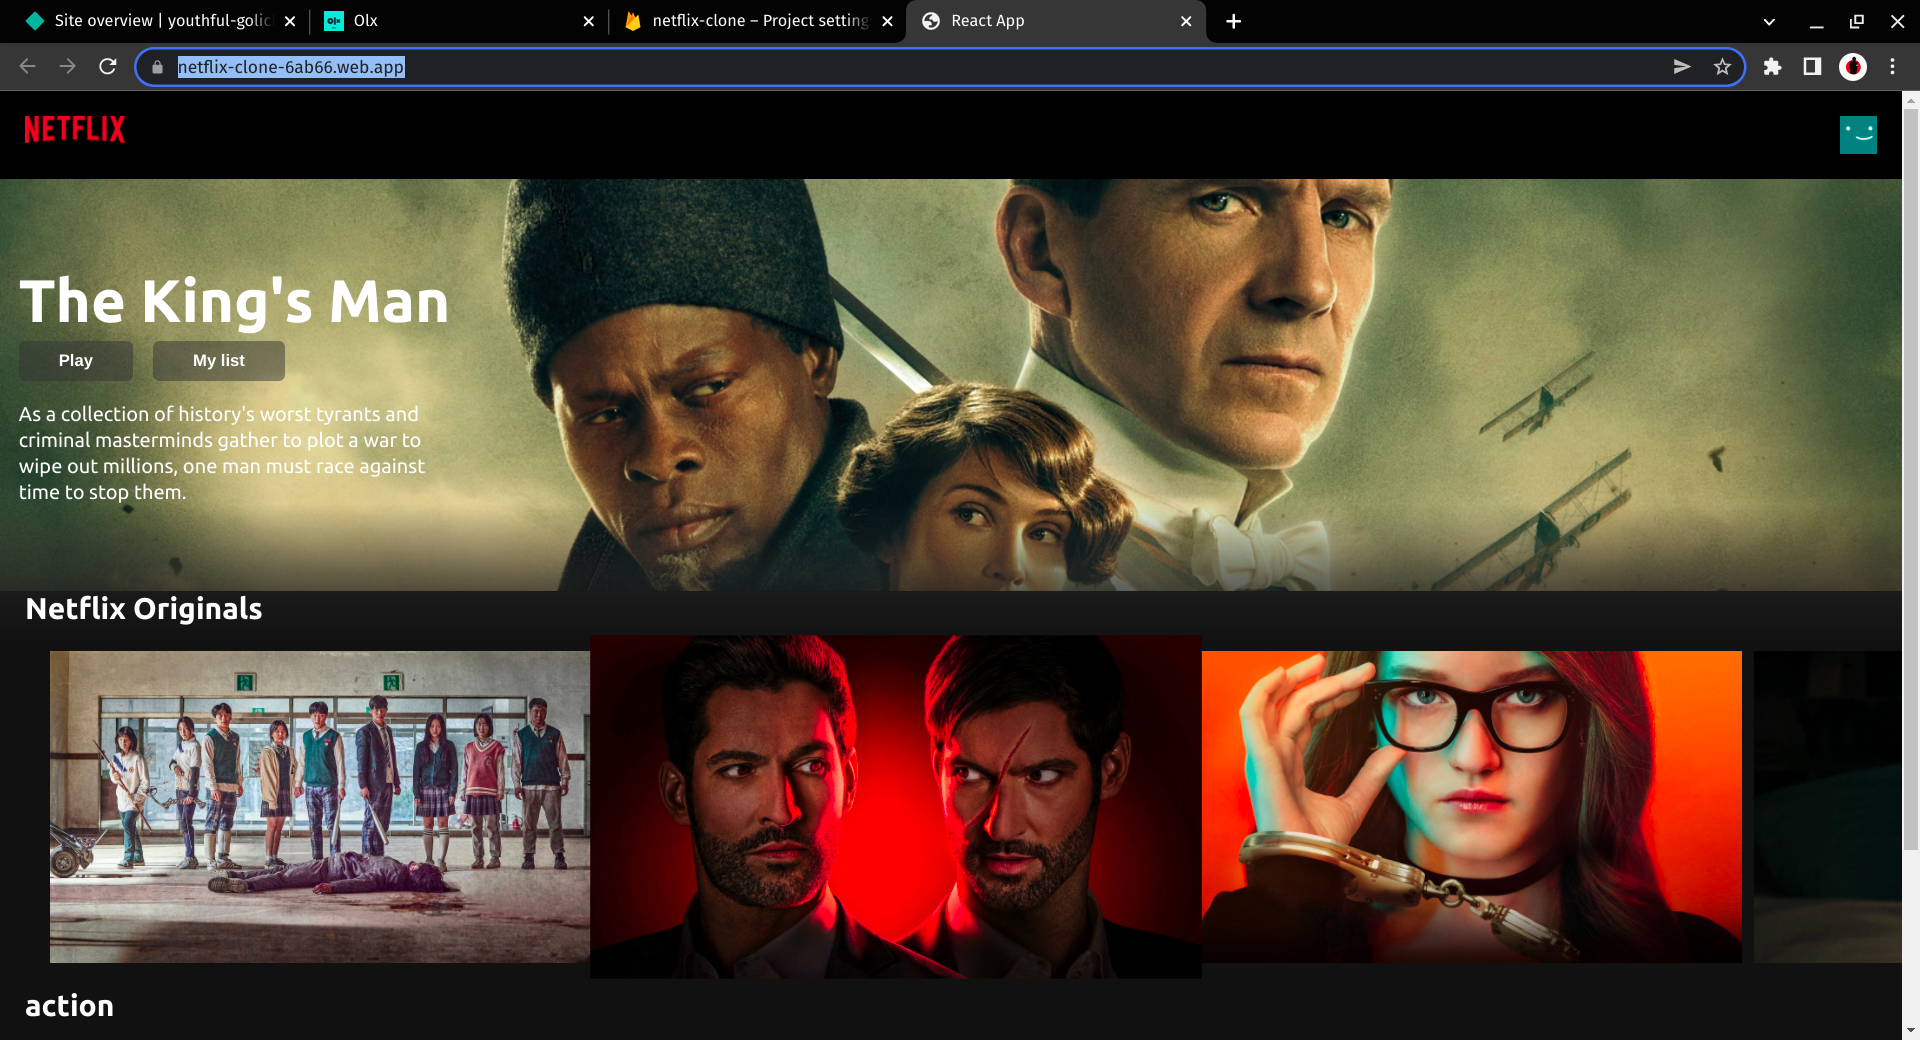 Site overview | youthful-golic
Olx
netflix-clone – Project setting
React App
netflix-clone-6ab66.web.app
NETFLIX
The King's Man
Play
My list
As a collection of history's worst tyrants and
criminal masterminds gather to plot a war to
wipe out millions, one man must race against
time to stop them.
Netflix Originals
action